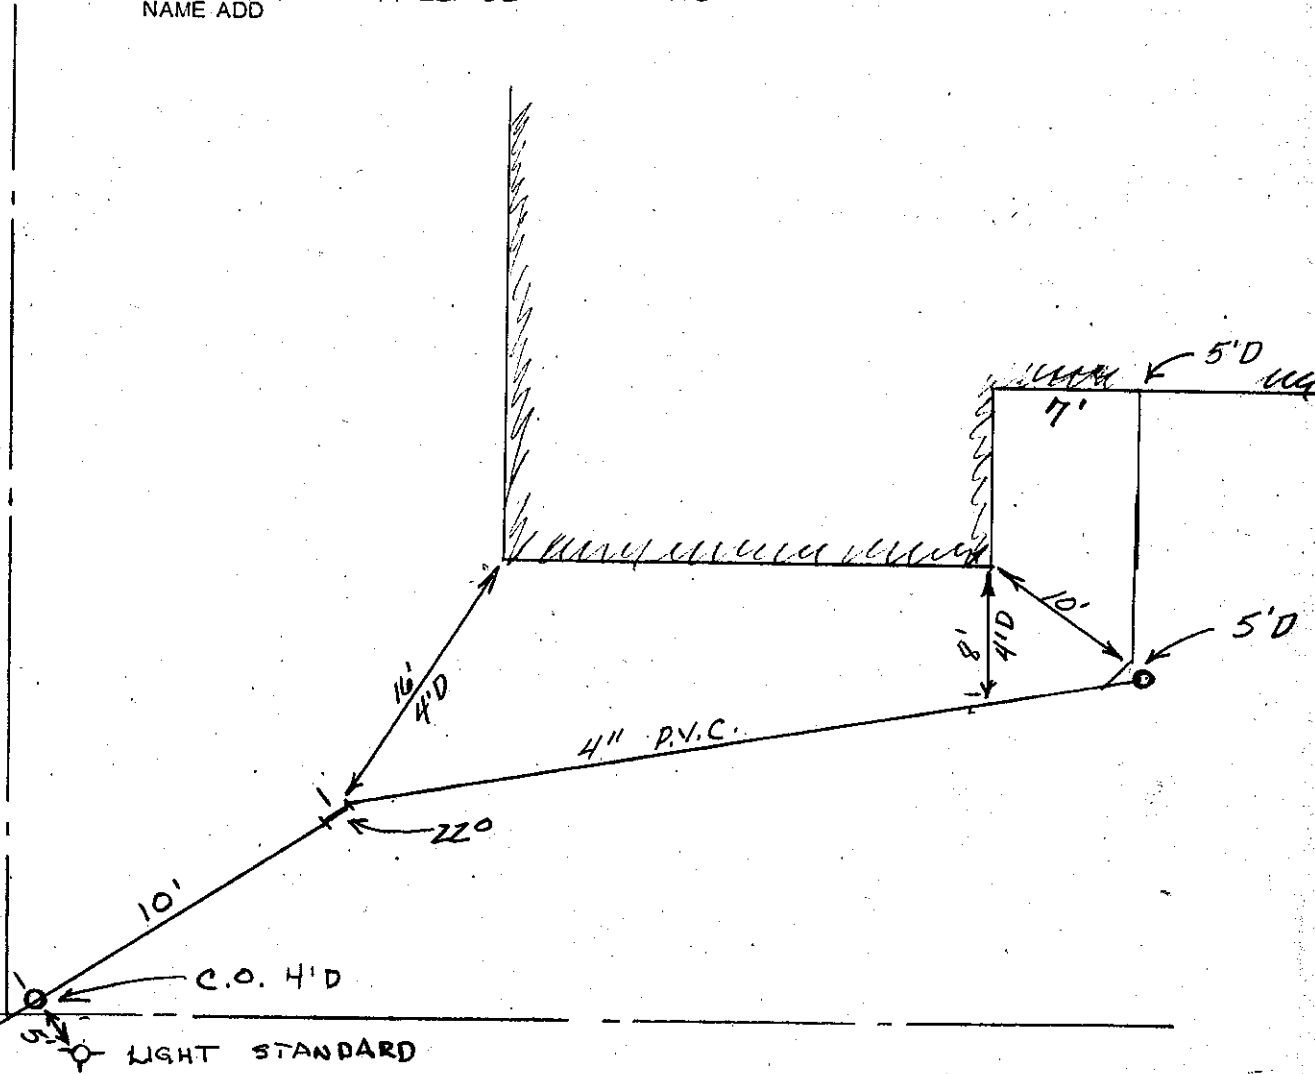 NAME ADD
5'D
7'
10'
8'
4'D
5'D
16'
4'D
4" P.V.C.
22°
10'
C.O. 4'D
5'
LIGHT STANDARD